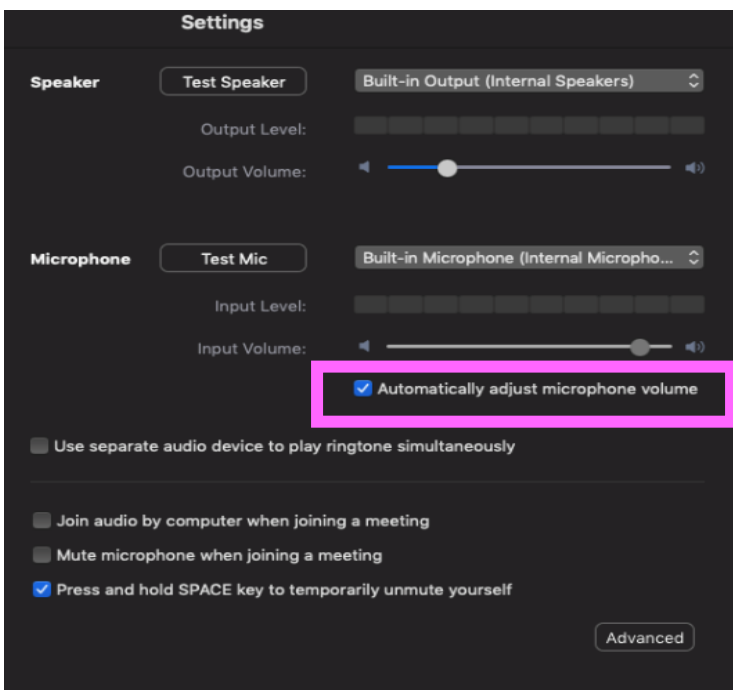 Settings
Speaker Test Speaker Built-in Output (Internal Speakers)
Output Level:
Output Volume:
Microphone Test Mic Built-in Microphone (Internal Micropho...
Input Level:
Input Volume:
Automatically adjust microphone volume
Use separate audio device to play ringtone simultaneously
Join audio by computer when joining a meeting
Mute microphone when joining a meeting
Press and hold SPACE key to temporarily unmute yourself
Advanced